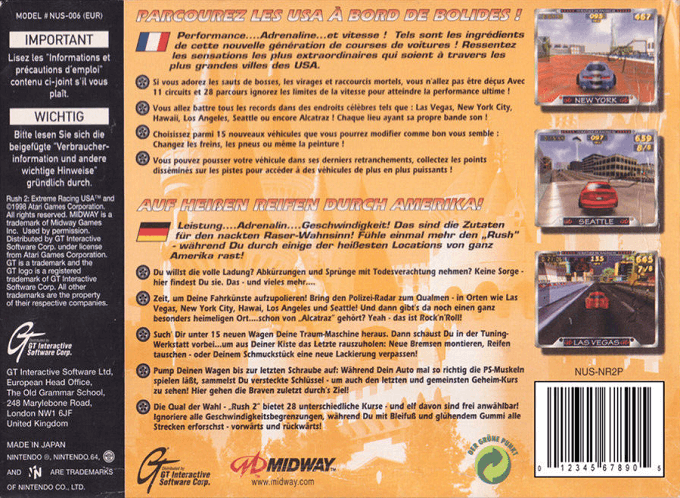 MODEL # NUS-006 (EUR)
IMPORTANT
Lisez les "Informations et
précautions d'emploi"
contenu ci-joint s'il vous
plaît.
WICHTIG
Bitte lesen Sie sich die
beigefügte "Verbraucher-
information und andere
wichtige Hinweise"
gründlich durch.
Rush 2: Extreme Racing USA™ and
©1998 Atari Games Corporation.
All rights reserved. MIDWAY is a
trademark of Midway Games
Inc. Used by permission.
Distributed by GT Interactive
Software Corp. under license
from Atari Games Corporation.
GT is a trademark and the
GT logo is a registered
trademark of GT Interactive
Software Corp. All other
trademarks are the property
of their respective companies.
GT
Distributed by
GT Interactive
Software Corp.
GT Interactive Software Ltd,
European Head Office,
The Old Grammar School,
248 Marylebone Road,
London NW1 6JF
United Kingdom
MADE IN JAPAN
NINTENDO ®, NINTENDO 64,
AND N ARE TRADEMARKS
OF NINTENDO CO., LTD.
PARCOUREZ LES USA À BORD DE BOLIDES !
Performance....Adrenaline...et vitesse ! Tels sont les ingrédients
de cette nouvelle génération de courses de voitures ! Ressentez
les sensations les plus extraordinaires qui soient à travers les
plus grandes villes des USA.
Si vous adorez les sauts de bosses, les virages et raccourcis mortels, vous n'allez pas être déçus Avec
11 circuits et 28 parcours ignorez les limites de la vitesse pour atteindre la performance ultime !
Vous allez battre tous les records dans des endroits célèbres tels que : Las Vegas, New York City,
Hawaii, Los Angeles, Seattle ou encore Alcatraz ! Chaque lieu ayant sa propre bande son !
Choisissez parmi 15 nouveaux véhicules que vous pourrez modifier comme bon vous semble :
Changez les freins, les pneus ou même la peinture !
Vous pouvez pousser votre véhicule dans ses derniers retranchements, collectez les points
disséminés sur les pistes pour accéder à des véhicules de plus en plus puissants !
AUF HEIßEN REIFEN DURCH AMERIKA!
Leistung....Adrenalin....Geschwindigkeit! Das sind die Zutaten
für den nackten Raser-Wahnsinn! Fühle einmal mehr den „Rush"
- während Du durch einige der heißesten Locations von ganz
Amerika rast!
Du willst die volle Ladung? Abkürzungen und Sprünge mit Todesverachtung nehmen? Keine Sorge -
hier findest Du sie. Das - und vieles mehr....
Zeit, um Deine Fahrkünste aufzupolieren! Bring den Polizei-Radar zum Qualmen - in Orten wie Las
Vegas, New York City, Hawai, Los Angeles und Seattle! Und dann gibt's da noch einen ganz
besonders heimeligen Ort....schon von „Alcatraz" gehört? Yeah - das ist Rock'n'Roll!
Such' Dir unter 15 neuen Wagen Deine Traum-Maschine heraus. Dann schaust Du in der Tuning-
Werkstatt vorbei...um aus Deiner Kiste das Letzte rauszuholen: Neue Bremsen montieren, Reifen
tauschen - oder Deinem Schmuckstück eine neue Lackierung verpassen!
Pump Deinen Wagen bis zur letzten Schraube auf: Während Dein Auto mal so richtig die PS-Muskeln
spielen läßt, sammelst Du versteckte Schlüssel - um auch den letzten und gemeinsten Geheim-Kurs
zu sehen! Hier gehen die Braven zuletzt durch's Ziel!
Die Qual der Wahl - „Rush 2" bietet 28 unterschiedliche Kurse - und elf davon sind frei anwählbar!
Ignoriere alle Geschwindigkeitsbegrenzungen, während Du mit Bleifuß und glühendem Gummi alle
Strecken erforschst - vorwärts und rückwärts!
GT
Distributed by
GT Interactive
Software Corp.
MIDWAY™
www.midway.com
DER GRÜNE PUNKT
093
667
NEW YORK
097
659
8/8
SEATTLE
155
645
7/8
LAS VEGAS
NUS-NR2P
0 12345 67890 5